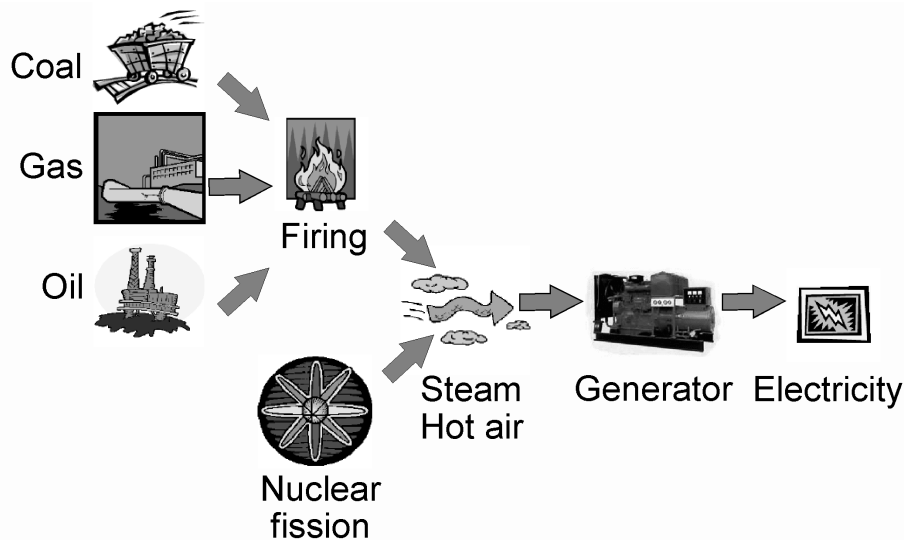 Coal
Gas
Oil
Firing
Nuclear
fission
Steam
Hot air
Generator
Electricity